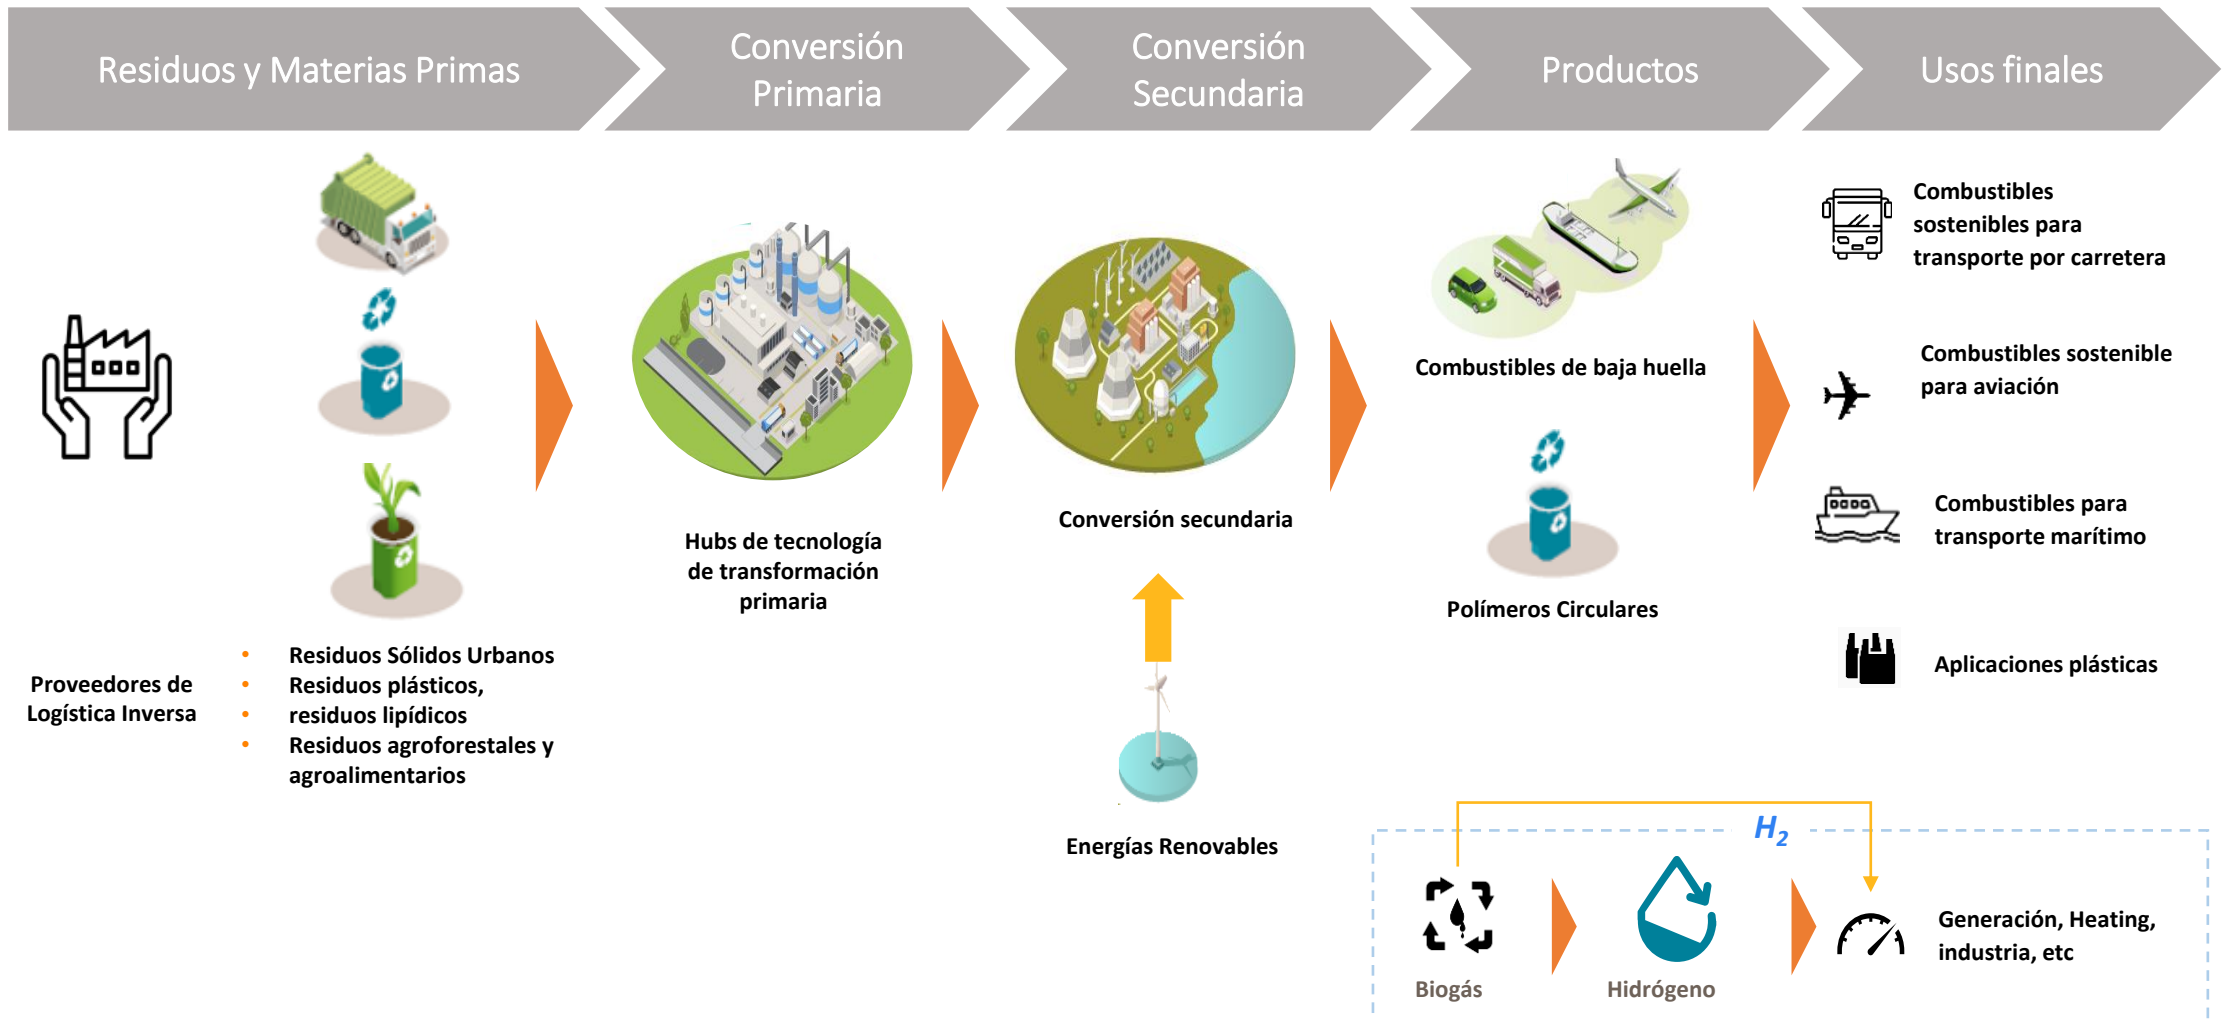 Residuos y Materias Primas
Conversión
Primaria
Conversión
Secundaria
Productos
Usos finales
Proveedores de
Logística Inversa
• Residuos Sólidos Urbanos
• Residuos plásticos,
• residuos lipídicos
• Residuos agroforestales y
agroalimentarios
Hubs de tecnología
de transformación
primaria
Conversión secundaria
Energías Renovables
Combustibles de baja huella
Polímeros Circulares
Combustibles
sostenibles para
transporte por carretera
Combustibles sostenible
para aviación
Combustibles para
transporte marítimo
Aplicaciones plásticas
H2
Biogás
Hidrógeno
Generación, Heating,
industria, etc